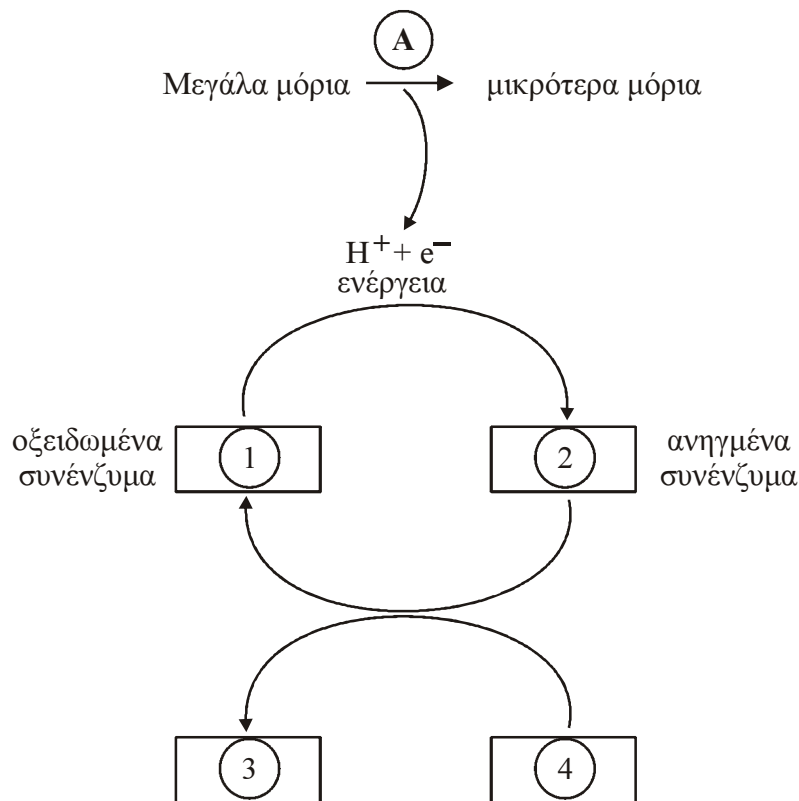 Α
Μεγάλα μόρια μικρότερα μόρια
H⁺ + e⁻
ενέργεια
οξειδωμένα
συνένζυμα
1
2
ανηγμένα
συνένζυμα
3
4